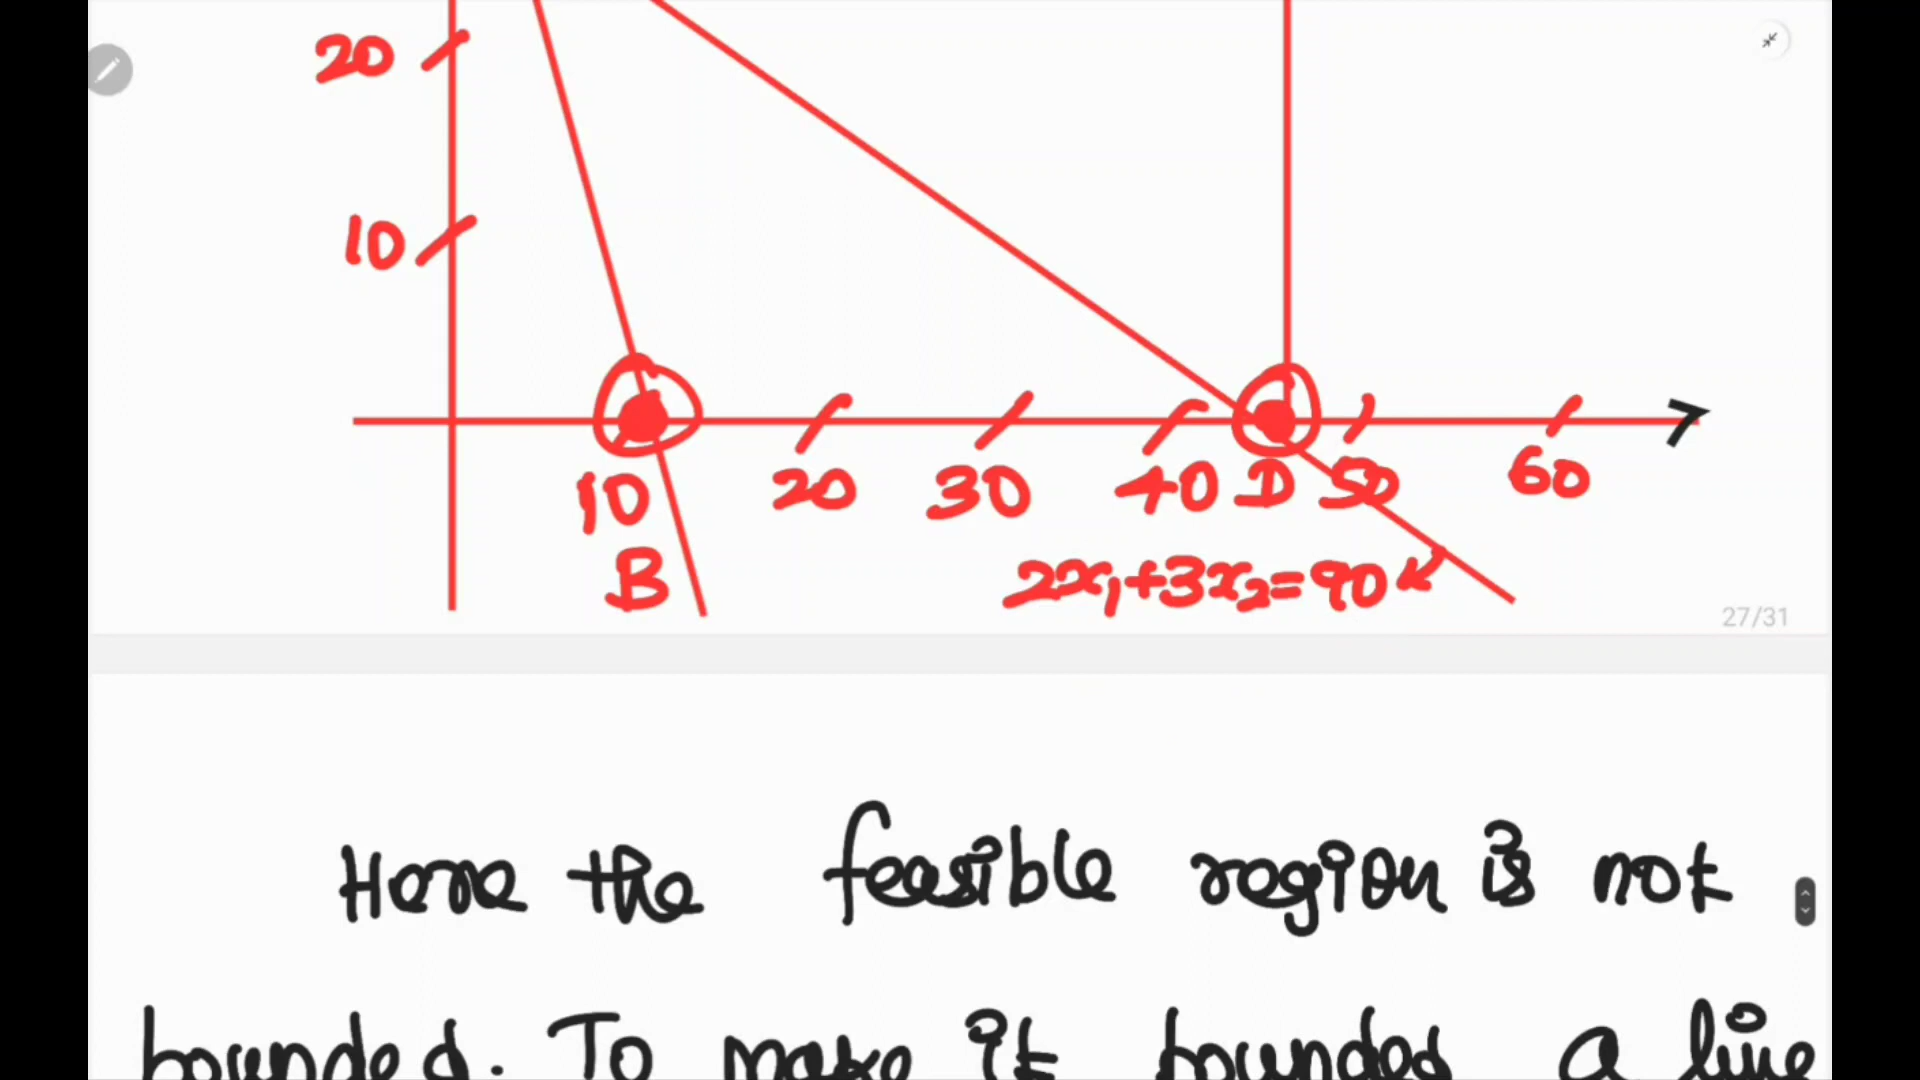 20
10
10 20 30 40 D 50 60
B 2x₁+3x₂=90
27/31
Here the feasible region is not
bounded. To make it bounded a line